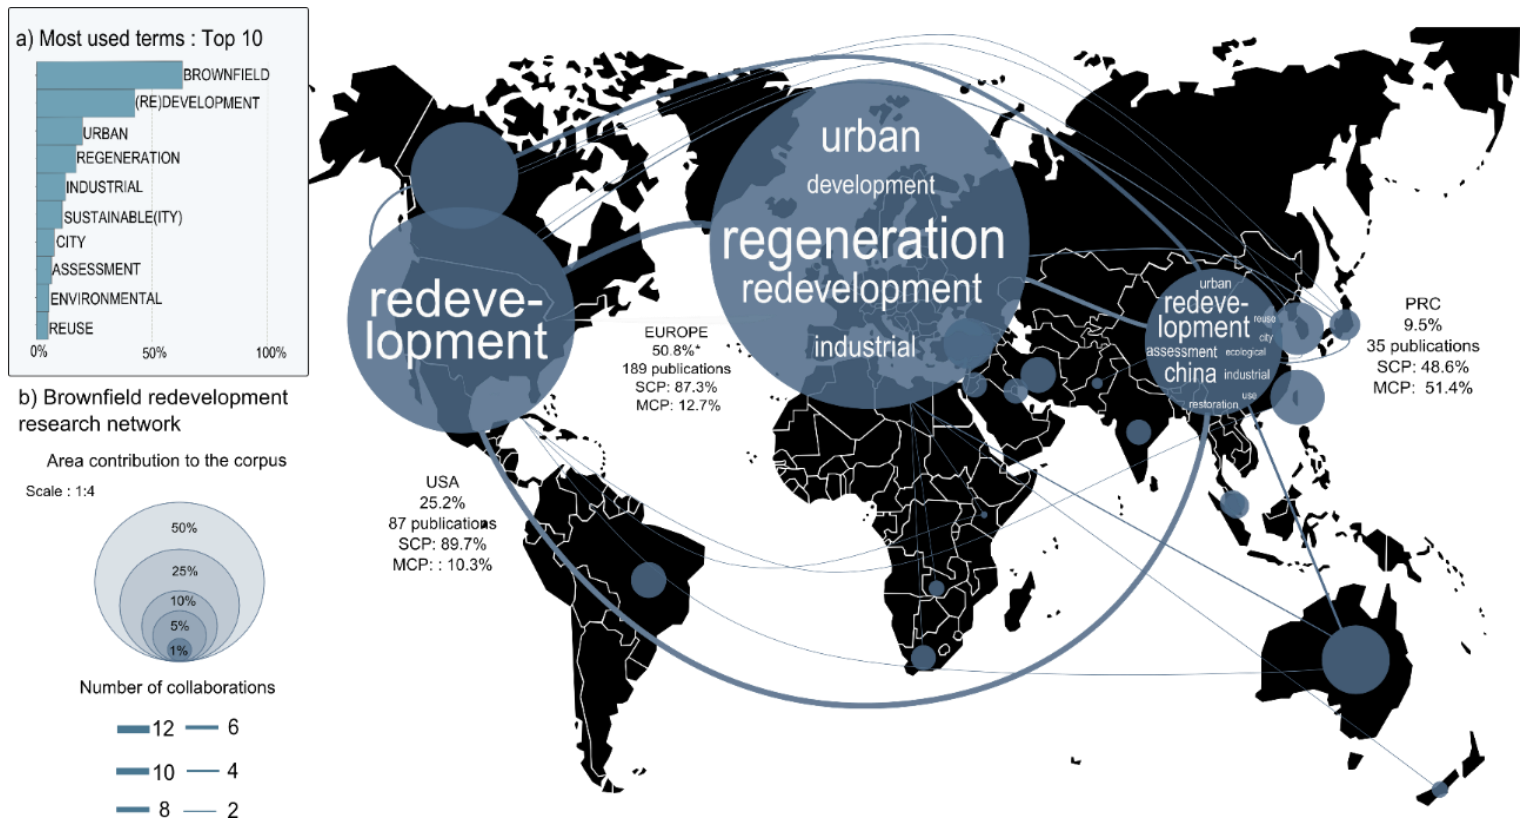 a) Most used terms : Top 10
BROWNFIELD
(RE)DEVELOPMENT
URBAN
REGENERATION
INDUSTRIAL
SUSTAINABLE(ITY)
CITY
ASSESSMENT
ENVIRONMENTAL
REUSE
0%
50%
100%
b) Brownfield redevelopment
research network
Area contribution to the corpus
Scale : 1:4
50%
25%
10%
5%
1%
Number of collaborations
12
6
10
4
8
2
redeve-
lopment
USA
25.2%
87 publications
SCP: 89.7%
MCP: : 10.3%
urban
development
regeneration
redevelopment
industrial
EUROPE
50.8%*
189 publications
SCP: 87.3%
MCP: 12.7%
urban
redeve-
lopment
reuse
city
assessment
ecological
china
industrial
use
restoration
PRC
9.5%
35 publications
SCP: 48.6%
MCP: 51.4%